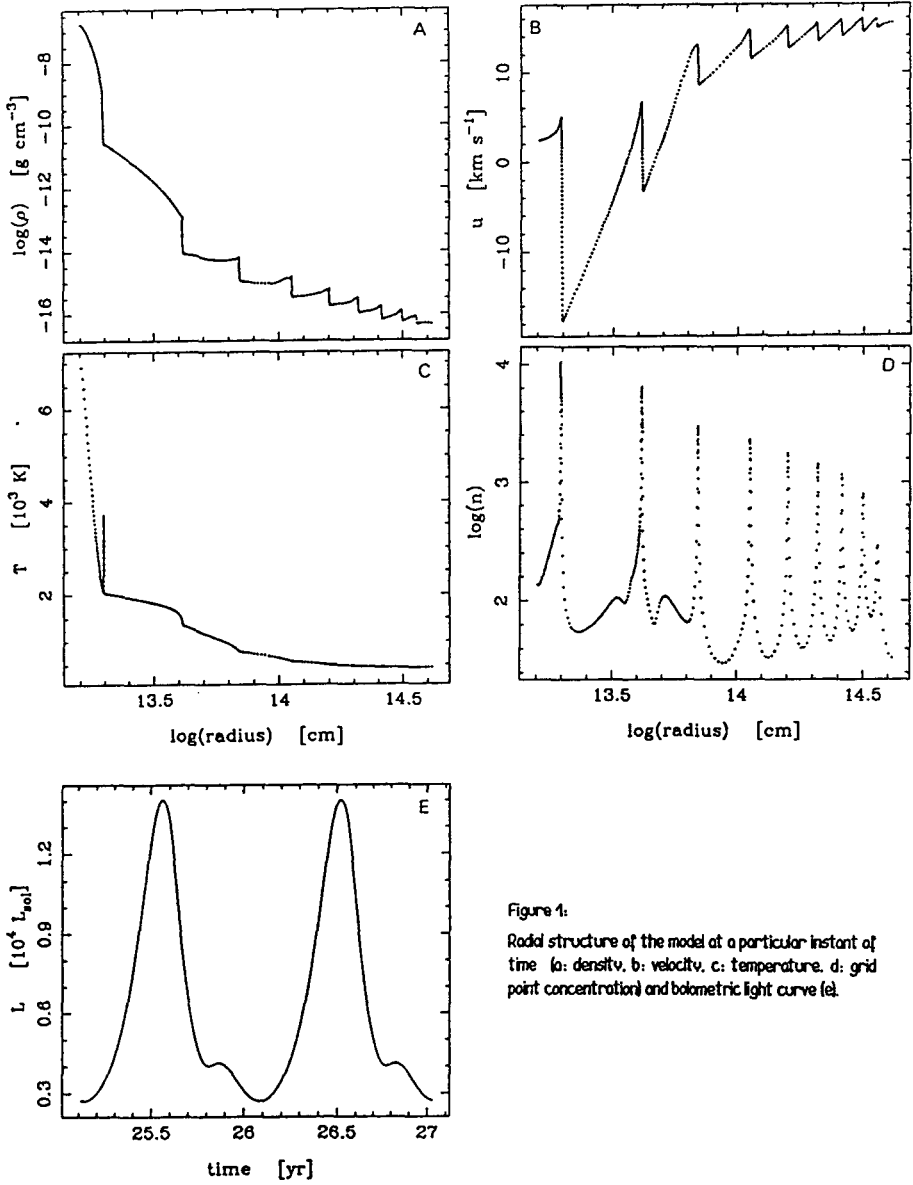 A
B
log(ρ) [g cm⁻³]
-8
-10
-12
-14
-16
u [km s⁻¹]
10
0
-10
C
D
T [10³ K]
6
4
2
log(n)
4
3
2
13.5 14 14.5
log(radius) [cm]
13.5 14 14.5
log(radius) [cm]
E
L [10⁴ L_sol]
1.2
0.9
0.6
0.3
25.5 26 26.5 27
time [yr]
Figure 1:
Radial structure of the model at a particular instant of
time (a: density, b: velocity, c: temperature, d: grid
point concentration) and bolometric light curve (e).